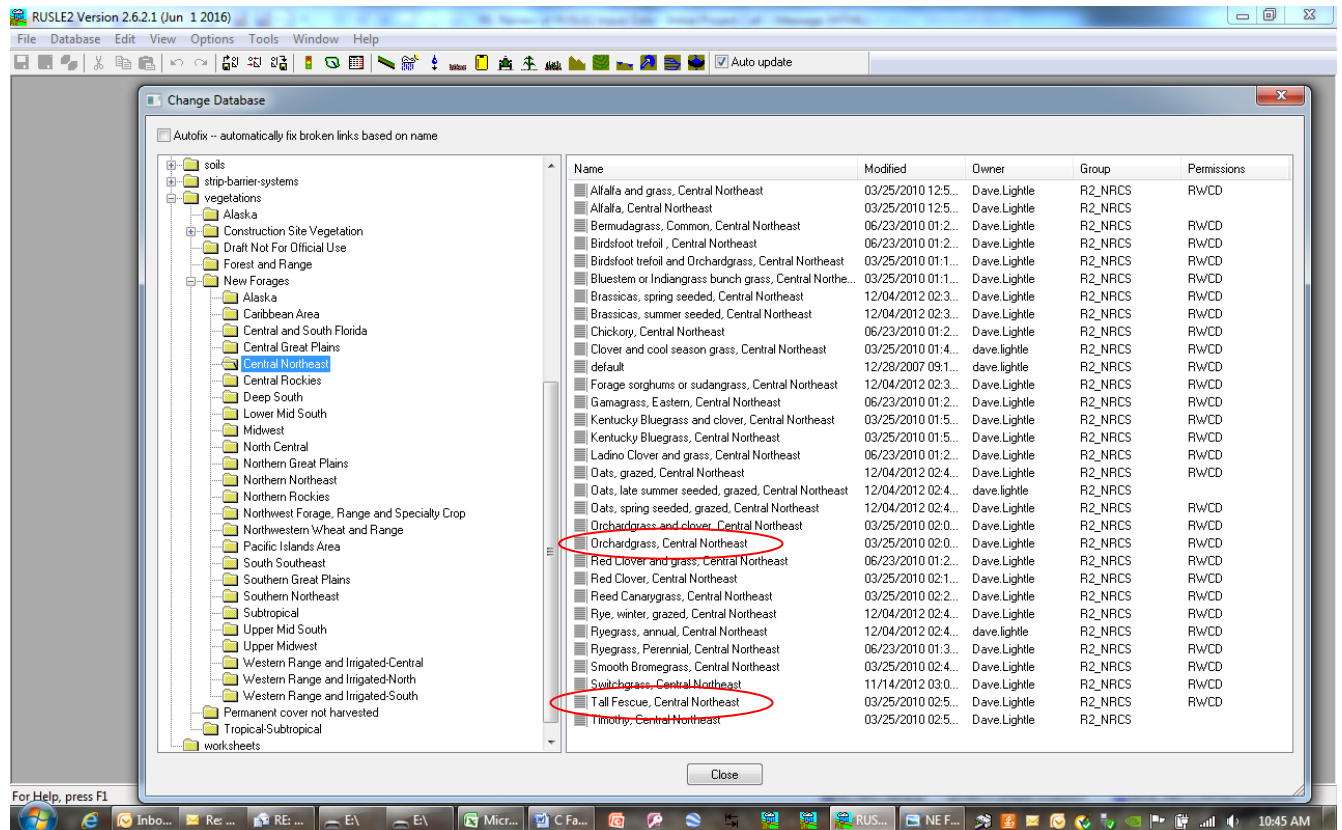 RUSLE2 Version 2.6.2.1 (Jun 1 2016)
File Database Edit View Options Tools Window Help
Auto update
Change Database
Autofix -- automatically fix broken links based on name
soils
strip-barrier-systems
vegetations
Alaska
Construction Site Vegetation
Draft Not For Official Use
Forest and Range
New Forages
Alaska
Caribbean Area
Central and South Florida
Central Great Plains
Central Northeast
Central Rockies
Deep South
Lower Mid South
Midwest
North Central
Northern Great Plains
Northern Northeast
Northern Rockies
Northwest Forage, Range and Specialty Crop
Northwestern Wheat and Range
Pacific Islands Area
South Southeast
Southern Great Plains
Southern Northeast
Subtropical
Upper Mid South
Upper Midwest
Western Range and Irrigated-Central
Western Range and Irrigated-North
Western Range and Irrigated-South
Permanent cover not harvested
Tropical-Subtropical
worksheets
Name Modified Owner Group Permissions
Alfalfa and grass, Central Northeast 03/25/2010 12:5... Dave.Lightle R2_NRCS RWCD
Alfalfa, Central Northeast 03/25/2010 12:5... Dave.Lightle R2_NRCS
Bermudagrass, Common, Central Northeast 06/23/2010 01:2... Dave.Lightle R2_NRCS RWCD
Birdsfoot trefoil , Central Northeast 06/23/2010 01:2... Dave.Lightle R2_NRCS RWCD
Birdsfoot trefoil and Orchardgrass, Central Northeast 03/25/2010 01:1... Dave.Lightle R2_NRCS RWCD
Bluestem or Indiangrass bunch grass, Central Northe... 03/25/2010 01:1... Dave.Lightle R2_NRCS RWCD
Brassicas, spring seeded, Central Northeast 12/04/2012 02:3... Dave.Lightle R2_NRCS RWCD
Brassicas, summer seeded, Central Northeast 12/04/2012 02:3... Dave.Lightle R2_NRCS RWCD
Chickory, Central Northeast 06/23/2010 01:2... Dave.Lightle R2_NRCS RWCD
Clover and cool season grass, Central Northeast 03/25/2010 01:4... dave.lightle R2_NRCS RWCD
default 12/28/2007 09:1... dave.lightle R2_NRCS RWCD
Forage sorghums or sudangrass, Central Northeast 12/04/2012 02:3... Dave.Lightle R2_NRCS RWCD
Gamagrass, Eastern, Central Northeast 06/23/2010 01:2... Dave.Lightle R2_NRCS RWCD
Kentucky Bluegrass and clover, Central Northeast 03/25/2010 01:5... Dave.Lightle R2_NRCS RWCD
Kentucky Bluegrass, Central Northeast 03/25/2010 01:5... Dave.Lightle R2_NRCS RWCD
Ladino Clover and grass, Central Northeast 06/23/2010 01:2... Dave.Lightle R2_NRCS RWCD
Oats, grazed, Central Northeast 12/04/2012 02:4... Dave.Lightle R2_NRCS RWCD
Oats, late summer seeded, grazed, Central Northeast 12/04/2012 02:4... dave.lightle R2_NRCS
Oats, spring seeded, grazed, Central Northeast 12/04/2012 02:4... Dave.Lightle R2_NRCS RWCD
Orchardgrass and clover, Central Northeast 03/25/2010 02:0... Dave.Lightle R2_NRCS RWCD
Orchardgrass, Central Northeast 03/25/2010 02:0... Dave.Lightle R2_NRCS RWCD
Red Clover and grass, Central Northeast 06/23/2010 01:2... Dave.Lightle R2_NRCS RWCD
Red Clover, Central Northeast 03/25/2010 02:1... Dave.Lightle R2_NRCS RWCD
Reed Canarygrass, Central Northeast 03/25/2010 02:2... Dave.Lightle R2_NRCS RWCD
Rye, winter, grazed, Central Northeast 12/04/2012 02:4... Dave.Lightle R2_NRCS RWCD
Ryegrass, annual, Central Northeast 12/04/2012 02:4... dave.lightle R2_NRCS RWCD
Ryegrass, Perennial, Central Northeast 06/23/2010 01:3... Dave.Lightle R2_NRCS RWCD
Smooth Bromegrass, Central Northeast 03/25/2010 02:4... Dave.Lightle R2_NRCS RWCD
Switchgrass, Central Northeast 11/14/2012 03:0... Dave.Lightle R2_NRCS RWCD
Tall Fescue, Central Northeast 03/25/2010 02:5... Dave.Lightle R2_NRCS RWCD
Timothy, Central Northeast 03/25/2010 02:5... Dave.Lightle R2_NRCS
Close
For Help, press F1
Inbo... Re: ... RE: ... E:\ E:\ Micr... C Fa... RUS... NE F... 10:45 AM